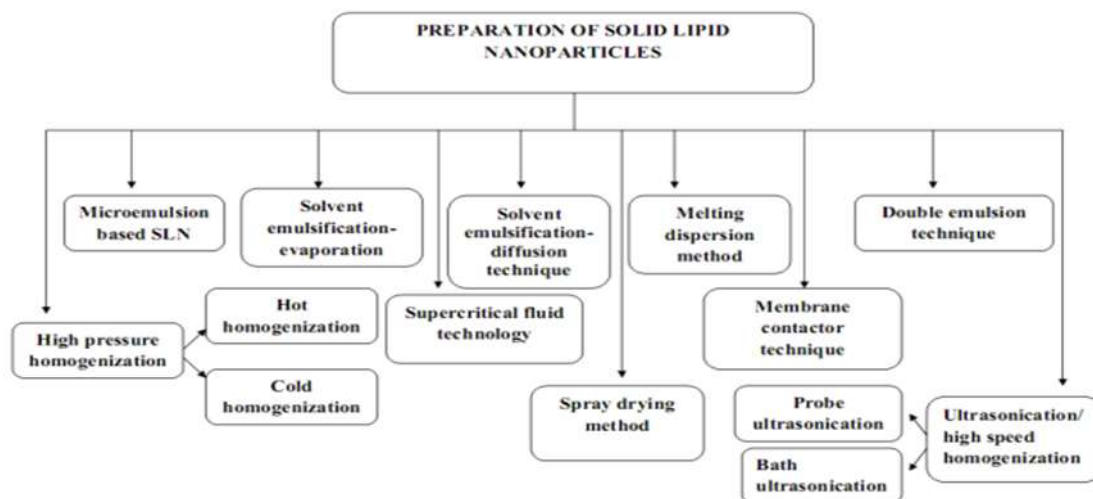 PREPARATION OF SOLID LIPID
NANOPARTICLES
Microemulsion
based SLN
Solvent
emulsification-
evaporation
Solvent
emulsification-
diffusion
technique
Melting
dispersion
method
Double emulsion
technique
High pressure
homogenization
Hot
homogenization
Cold
homogenization
Supercritical fluid
technology
Spray drying
method
Membrane
contactor
technique
Probe
ultrasonication
Bath
ultrasonication
Ultrasonication/
high speed
homogenization